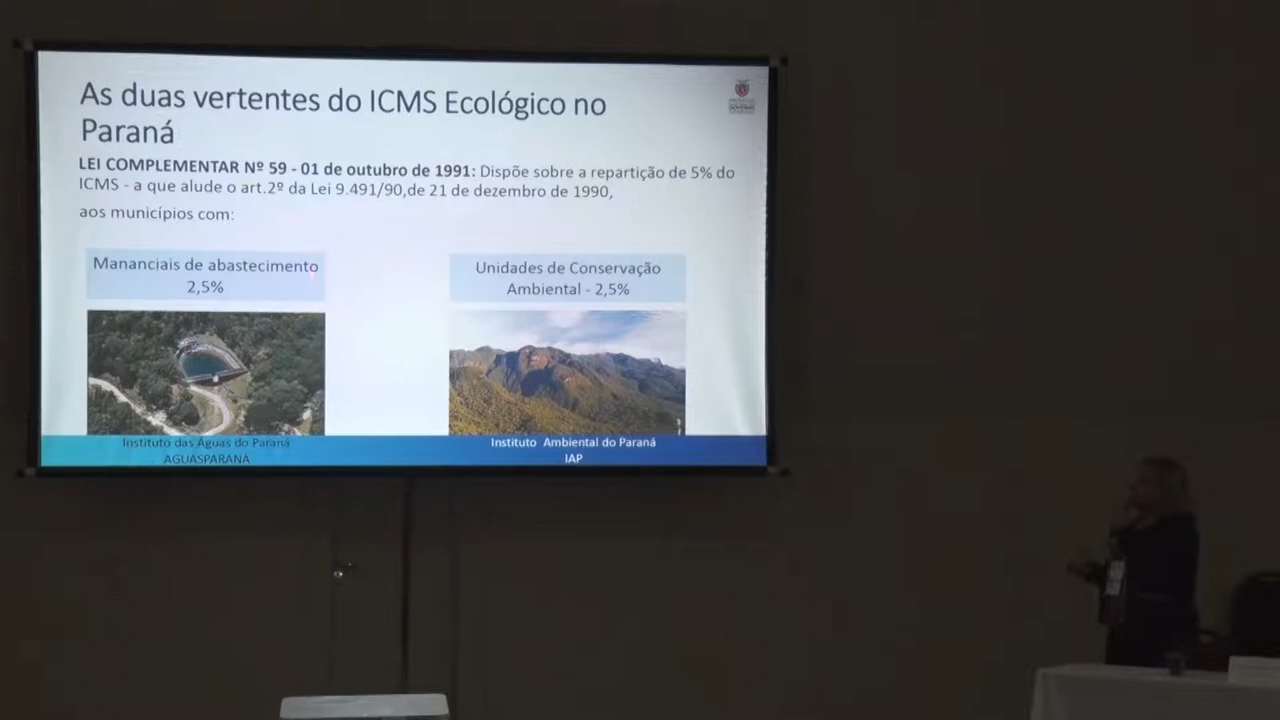 As duas vertentes do ICMS Ecológico no
Paraná
LEI COMPLEMENTAR Nº 59 - 01 de outubro de 1991: Dispõe sobre a repartição de 5% do
ICMS - a que alude o art.2º da Lei 9.491/90,de 21 de dezembro de 1990,
aos municípios com:
Mananciais de abastecimento
2,5%
Unidades de Conservação
Ambiental - 2,5%
Instituto das Águas do Paraná
AGUASPARANÁ
Instituto Ambiental do Paraná
IAP